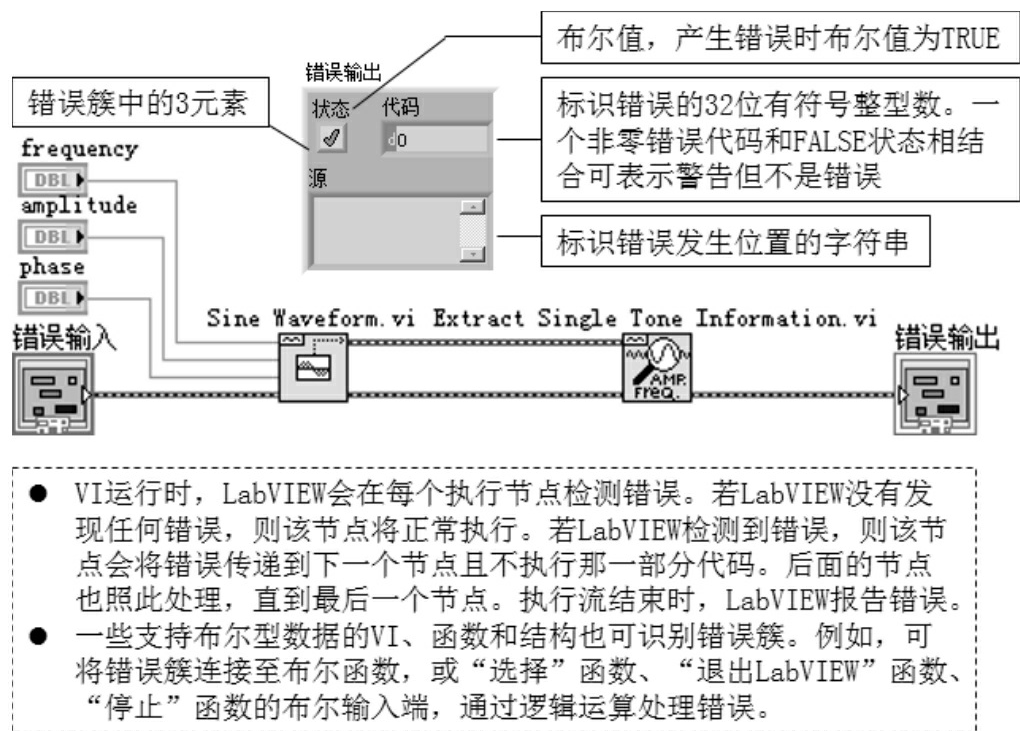 布尔值，产生错误时布尔值为TRUE
错误输出
错误簇中的3元素
状态
代码
d0
源
标识错误的32位有符号整型数。一
个非零错误代码和FALSE状态相结
合可表示警告但不是错误
标识错误发生位置的字符串
frequency
DBL
amplitude
DBL
phase
DBL
错误输入
Sine Waveform.vi
Extract Single Tone Information.vi
AMP.
Freq.
错误输出
● VI运行时，LabVIEW会在每个执行节点检测错误。若LabVIEW没有发
现任何错误，则该节点将正常执行。若LabVIEW检测到错误，则该节
点会将错误传递到下一个节点且不执行那一部分代码。后面的节点
也照此处理，直到最后一个节点。执行流结束时，LabVIEW报告错误。
● 一些支持布尔型数据的VI、函数和结构也可识别错误簇。例如，可
将错误簇连接至布尔函数，或“选择”函数、“退出LabVIEW”函数、
“停止”函数的布尔输入端，通过逻辑运算处理错误。